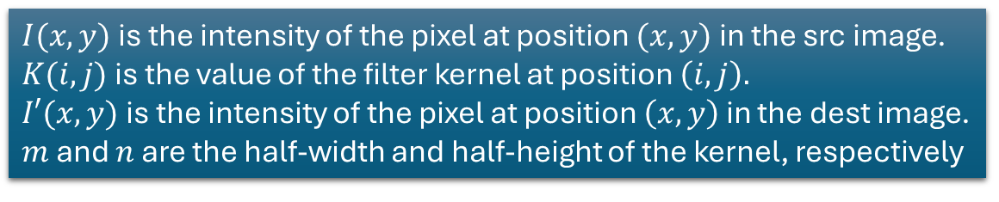 I(x, y) is the intensity of the pixel at position (x, y) in the src image.
K(i, j) is the value of the filter kernel at position (i, j).
I′(x, y) is the intensity of the pixel at position (x, y) in the dest image.
m and n are the half-width and half-height of the kernel, respectively